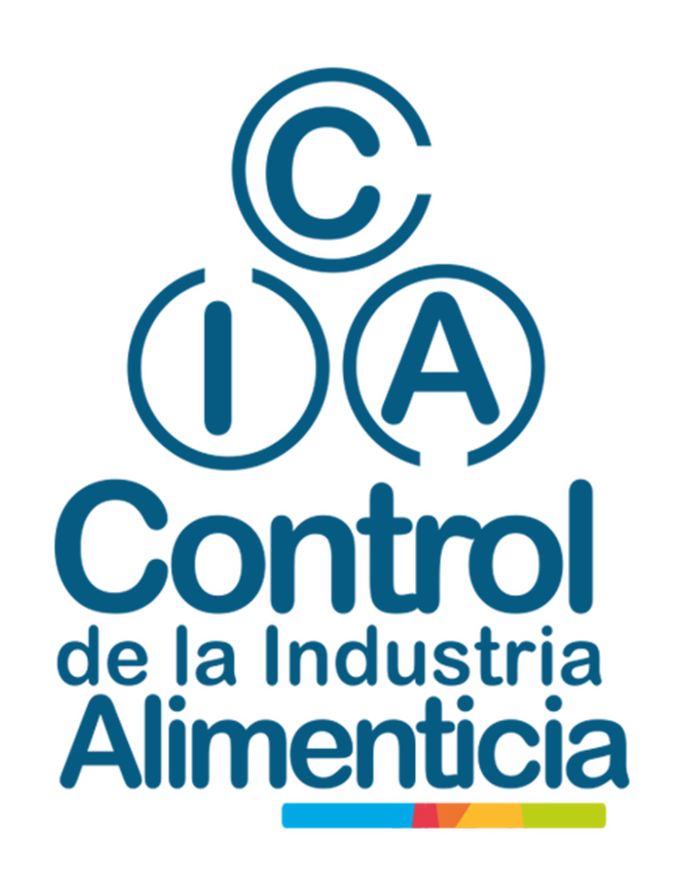 C
I A
Control
de la Industria
Alimenticia